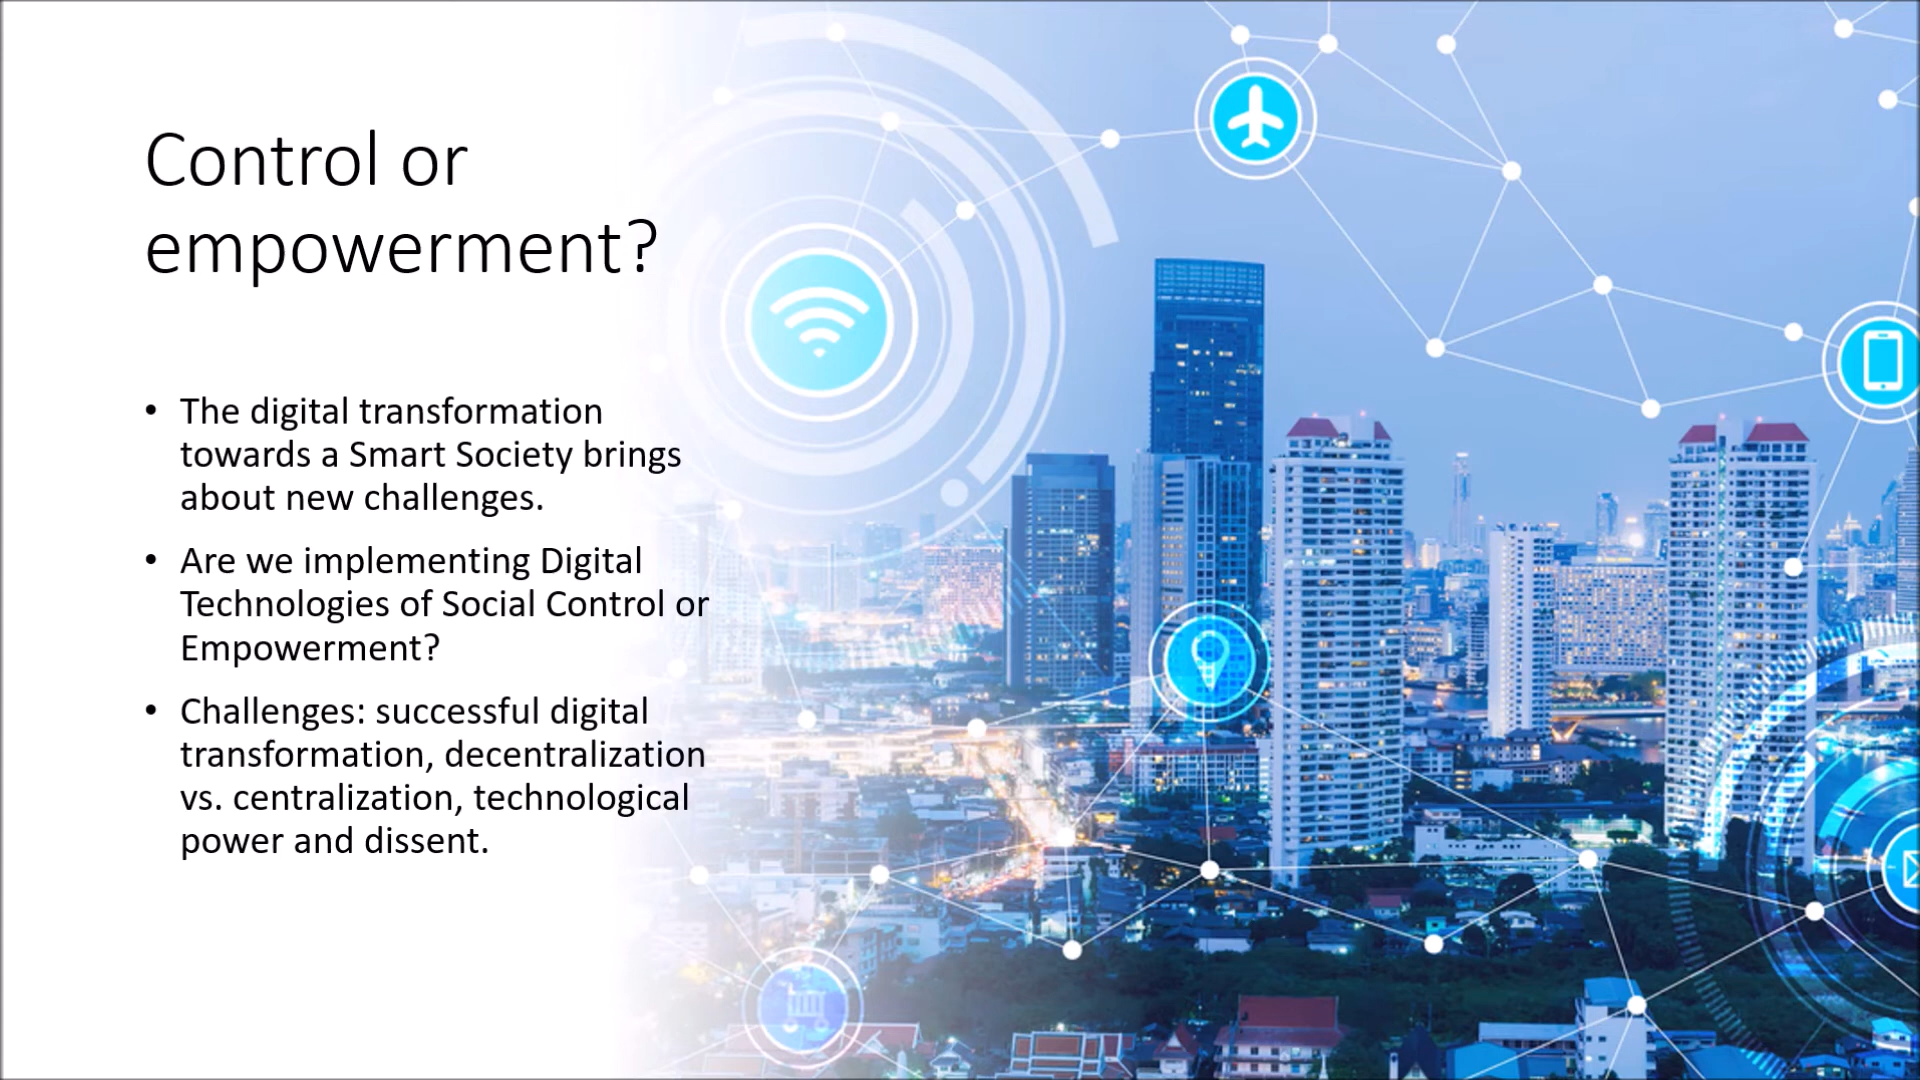 Control or
empowerment?
• The digital transformation
towards a Smart Society brings
about new challenges.
• Are we implementing Digital
Technologies of Social Control or
Empowerment?
• Challenges: successful digital
transformation, decentralization
vs. centralization, technological
power and dissent.